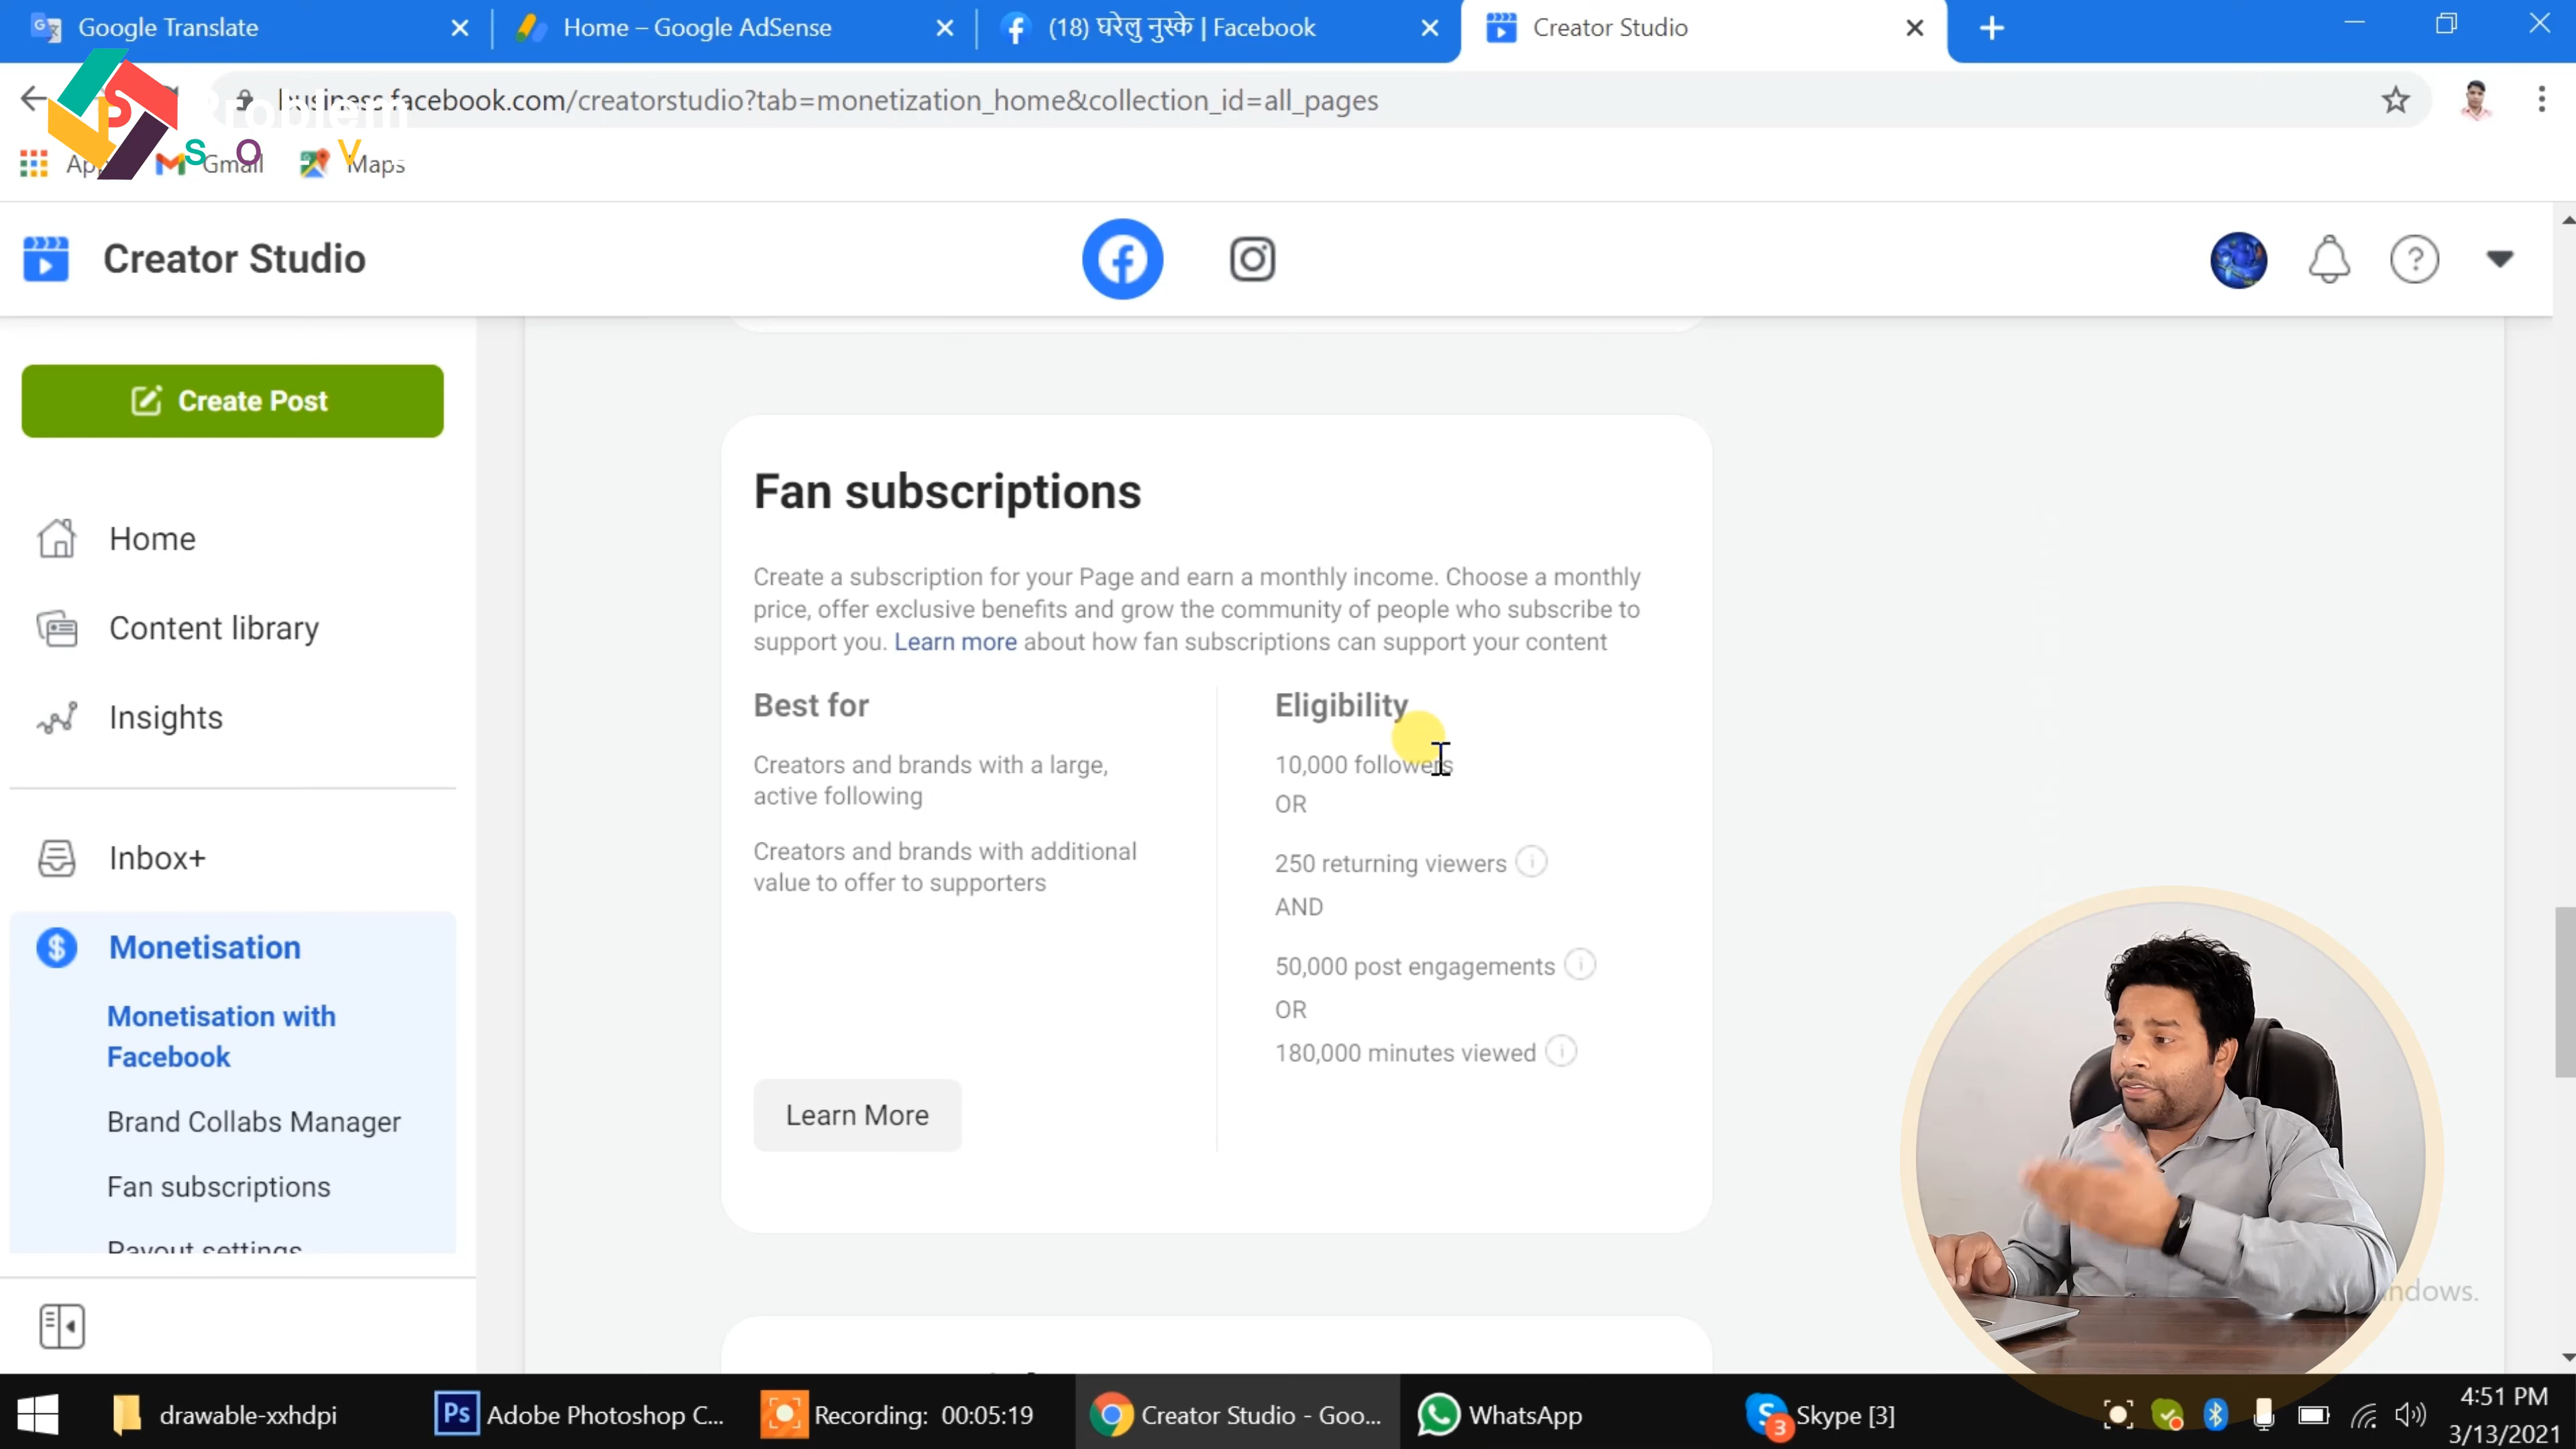 Google Translate
Home – Google AdSense
(18) घरेलु नुस्के | Facebook
Creator Studio
business.facebook.com/creatorstudio?tab=monetization_home&collection_id=all_pages
Problem
S O V
Gmail
Maps
Creator Studio
Create Post
Home
Content library
Insights
Inbox+
Monetisation
Monetisation with
Facebook
Brand Collabs Manager
Fan subscriptions
Payout settings
Fan subscriptions
Create a subscription for your Page and earn a monthly income. Choose a monthly
price, offer exclusive benefits and grow the community of people who subscribe to
support you. Learn more about how fan subscriptions can support your content
Best for
Creators and brands with a large,
active following
Creators and brands with additional
value to offer to supporters
Learn More
Eligibility
10,000 followers
OR
250 returning viewers
AND
50,000 post engagements
OR
180,000 minutes viewed
ndows.
drawable-xxhdpi
Ps
Adobe Photoshop C...
Recording: 00:05:19
Creator Studio - Goo...
WhatsApp
3
Skype [3]
4:51 PM
3/13/2021